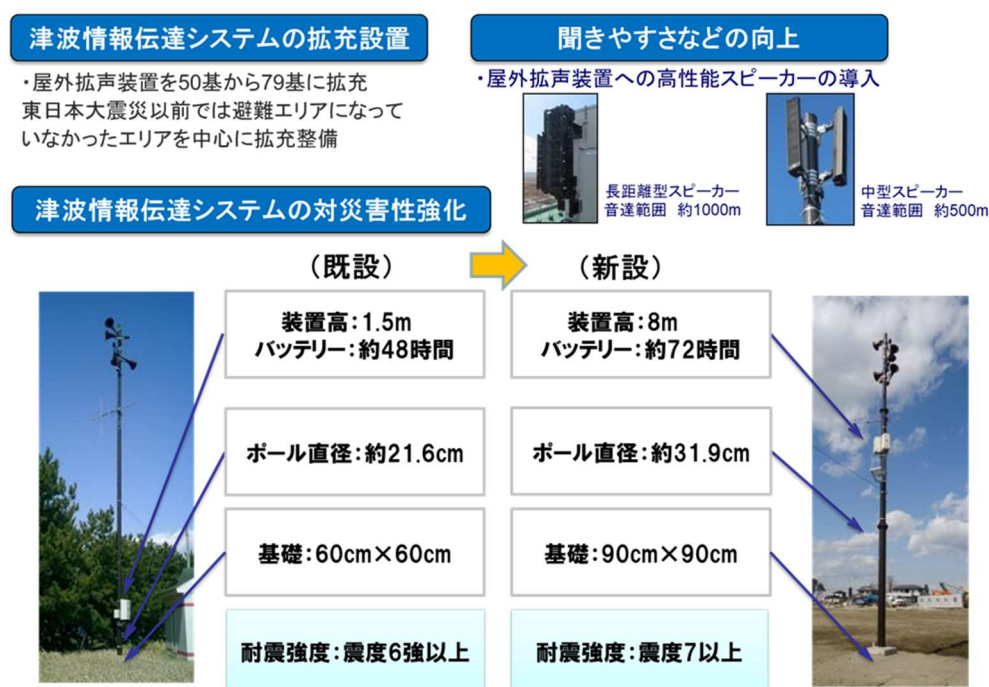 津波情報伝達システムの拡充設置
・屋外拡声装置を50基から79基に拡充
東日本大震災以前では避難エリアになって
いなかったエリアを中心に拡充整備
聞きやすさなどの向上
・屋外拡声装置への高性能スピーカーの導入
長距離型スピーカー
音達範囲 約1000m
中型スピーカー
音達範囲 約500m
津波情報伝達システムの対災害性強化
（既設）
（新設）
装置高：1.5m
バッテリー：約48時間
装置高：8m
バッテリー：約72時間
ポール直径：約21.6cm
ポール直径：約31.9cm
基礎：60cm×60cm
基礎：90cm×90cm
耐震強度：震度6強以上
耐震強度：震度7以上